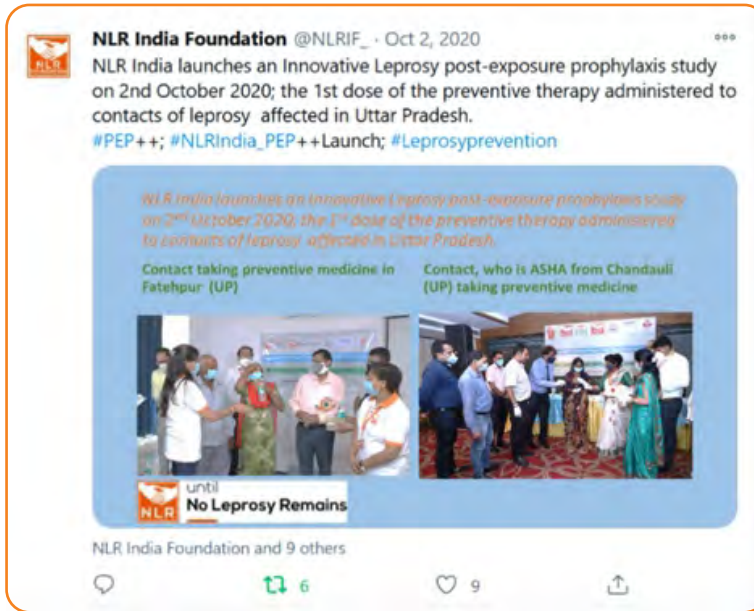 NLR India Foundation @NLRIF_ · Oct 2, 2020
NLR India launches an Innovative Leprosy post-exposure prophylaxis study
on 2nd October 2020; the 1st dose of the preventive therapy administered to
contacts of leprosy affected in Uttar Pradesh.
#PEP++; #NLRIndia_PEP++Launch; #Leprosyprevention
NLR India launches an Innovative Leprosy post-exposure prophylaxis study
on 2nd October 2020; the 1st dose of the preventive therapy administered
to contacts of leprosy affected in Uttar Pradesh.
Contact taking preventive medicine in
Fatehpur (UP)
Contact, who is ASHA from Chandauli
(UP) taking preventive medicine
NLR
until
No Leprosy Remains
NLR India Foundation and 9 others
6
9